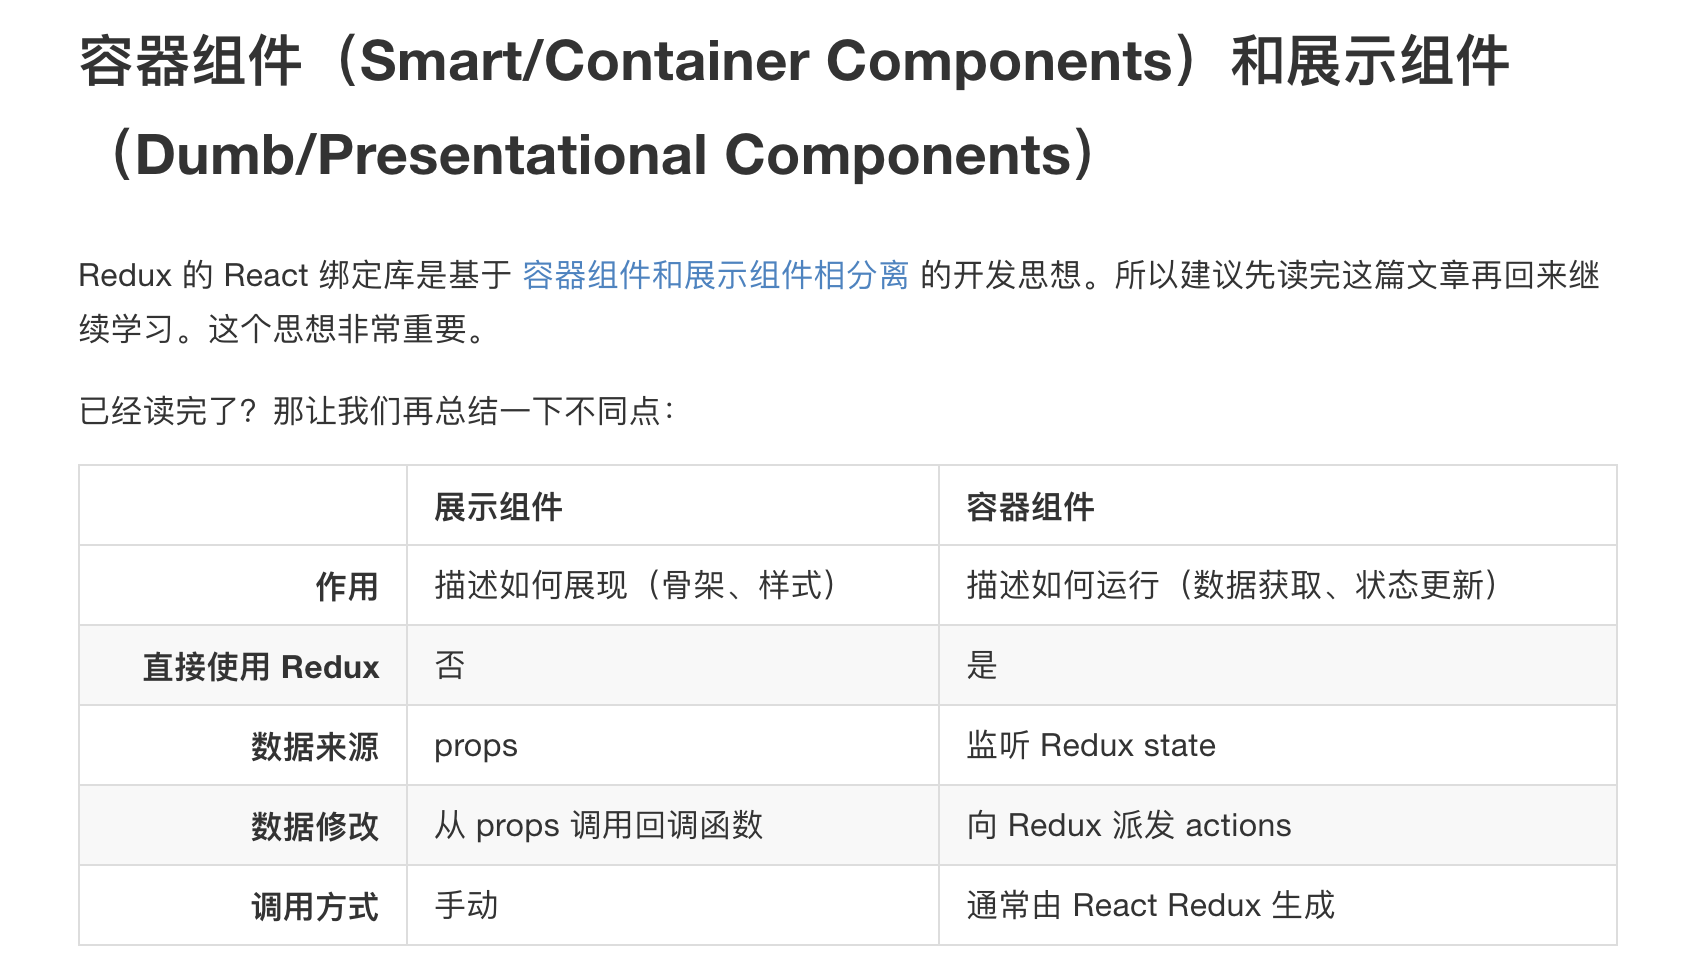 容器组件（Smart/Container Components）和展示组件
（Dumb/Presentational Components）
Redux 的 React 绑定库是基于 容器组件和展示组件相分离 的开发思想。所以建议先读完这篇文章再回来继
续学习。这个思想非常重要。
已经读完了？那让我们再总结一下不同点：
展示组件 容器组件
作用 描述如何展现（骨架、样式） 描述如何运行（数据获取、状态更新）
直接使用 Redux 否 是
数据来源 props 监听 Redux state
数据修改 从 props 调用回调函数 向 Redux 派发 actions
调用方式 手动 通常由 React Redux 生成